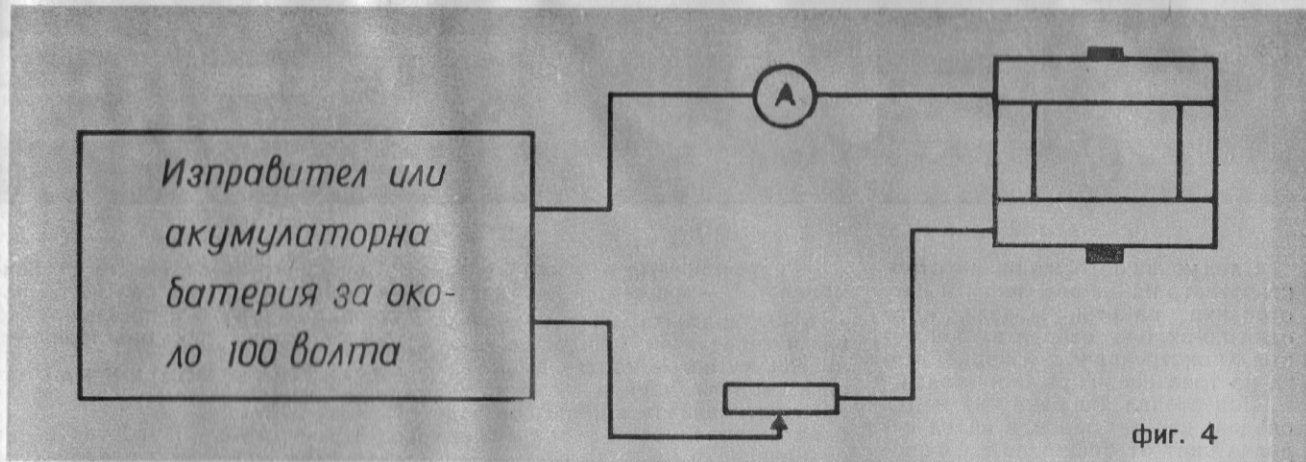 Изправител или
акумулаторна
батерия за око-
ло 100 волта
A
фиг. 4